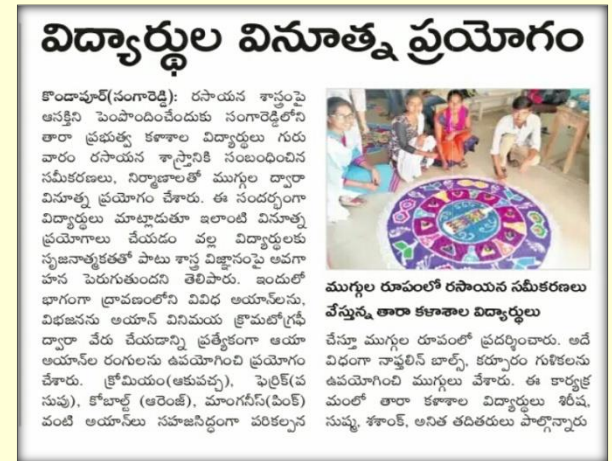 విద్యార్థుల వినూత్న ప్రయోగం
కొండాపూర్(సంగారెడ్డి): రసాయన శాస్త్రంపై
ఆసక్తిని పెంపొందించేందుకు సంగారెడ్డిలోని
తారా ప్రభుత్వ కళాశాల విద్యార్థులు గురు
వారం రసాయన శాస్త్రానికి సంబంధించిన
సమీకరణలు, నిర్మాణాలతో ముగ్గుల ద్వారా
వినూత్న ప్రయోగం చేశారు. ఈ సందర్భంగా
విద్యార్థులు మాట్లాడుతూ ఇలాంటి వినూత్న
ప్రయోగాలు చేయడం వల్ల విద్యార్థులకు
సృజనాత్మకతతో పాటు శాస్త్ర విజ్ఞానంపై అవగా
హన పెరుగుతుందని తెలిపారు. ఇందులో
భాగంగా ద్రావణంలోని వివిధ అయాన్‌లను,
విభజనను అయాన్ వినిమయ క్రొమటోగ్రఫీ
ద్వారా వేరు చేయడాన్ని ప్రత్యేకంగా ఆయా
అయాన్‌ల రంగులను ఉపయోగించి ప్రయోగం
చేశారు. క్రోమియం(ఆకుపచ్చ), ఫెర్రిక్(ప
సుపు), కోబాల్ట్ (ఆరెంజ్), మాంగనీస్(పింక్)
వంటి అయాన్‌లు సహజసిద్ధంగా పరికల్పన
ముగ్గుల రూపంలో రసాయన సమీకరణలు
వేస్తున్న తారా కళాశాల విద్యార్థులు
చేస్తూ ముగ్గుల రూపంలో ప్రదర్శించారు. అదే
విధంగా నాఫ్తలిన్ బాల్స్, కర్పూరం గుళికలను
ఉపయోగించి ముగ్గులు వేశారు. ఈ కార్యక్ర
మంలో తారా కళాశాల విద్యార్థులు శిరీష,
సుష్మ, శశాంక్, అనిత తదితరులు పాల్గొన్నారు